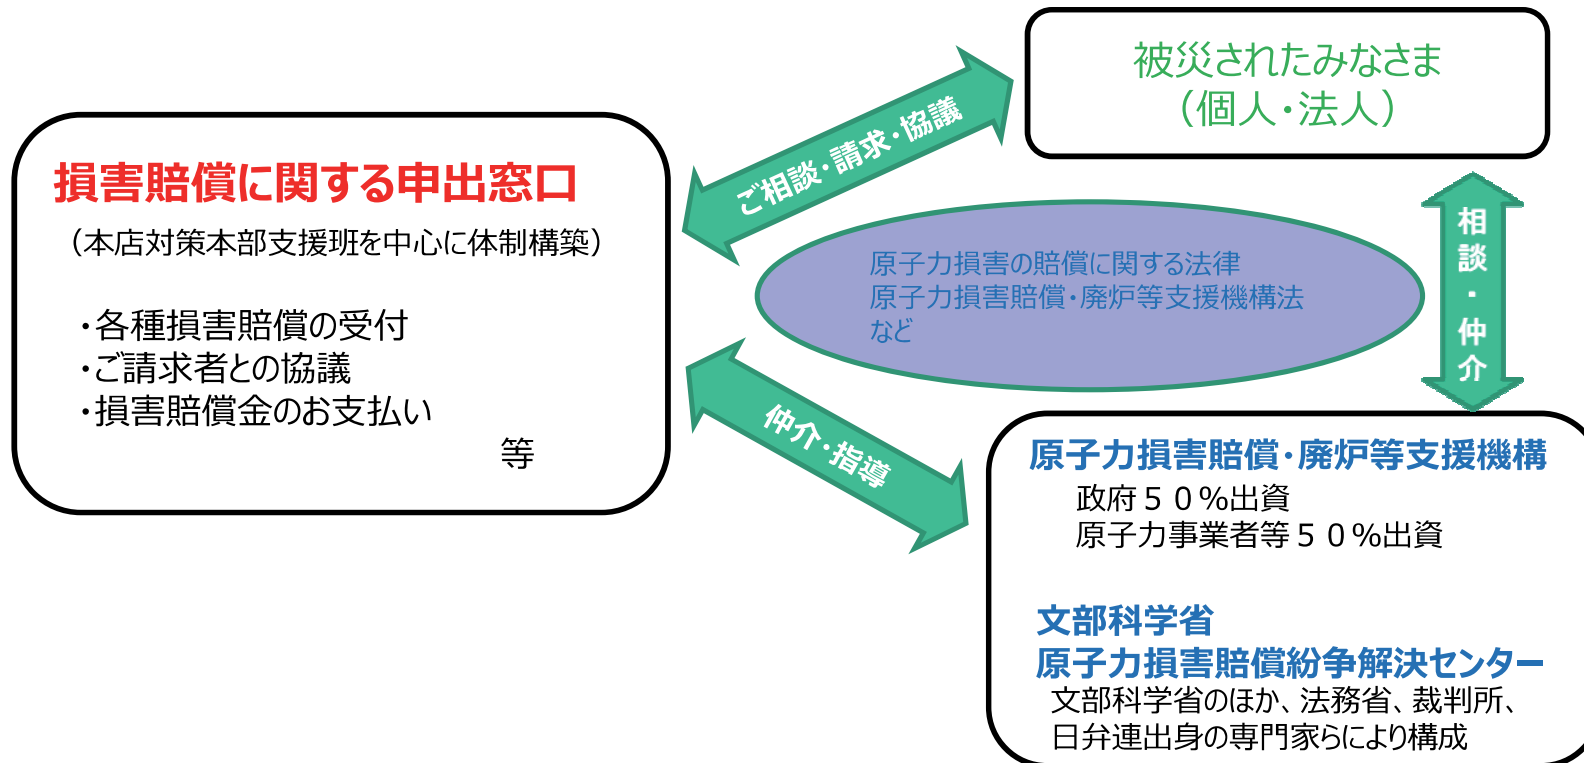 被災されたみなさま
（個人・法人）
損害賠償に関する申出窓口
（本店対策本部支援班を中心に体制構築）
・各種損害賠償の受付
・ご請求者との協議
・損害賠償金のお支払い
等
ご相談・請求・協議
原子力損害の賠償に関する法律
原子力損害賠償・廃炉等支援機構法
など
相談・仲介
仲介・指導
原子力損害賠償・廃炉等支援機構
政府５０%出資
原子力事業者等５０%出資
文部科学省
原子力損害賠償紛争解決センター
文部科学省のほか、法務省、裁判所、
日弁連出身の専門家らにより構成